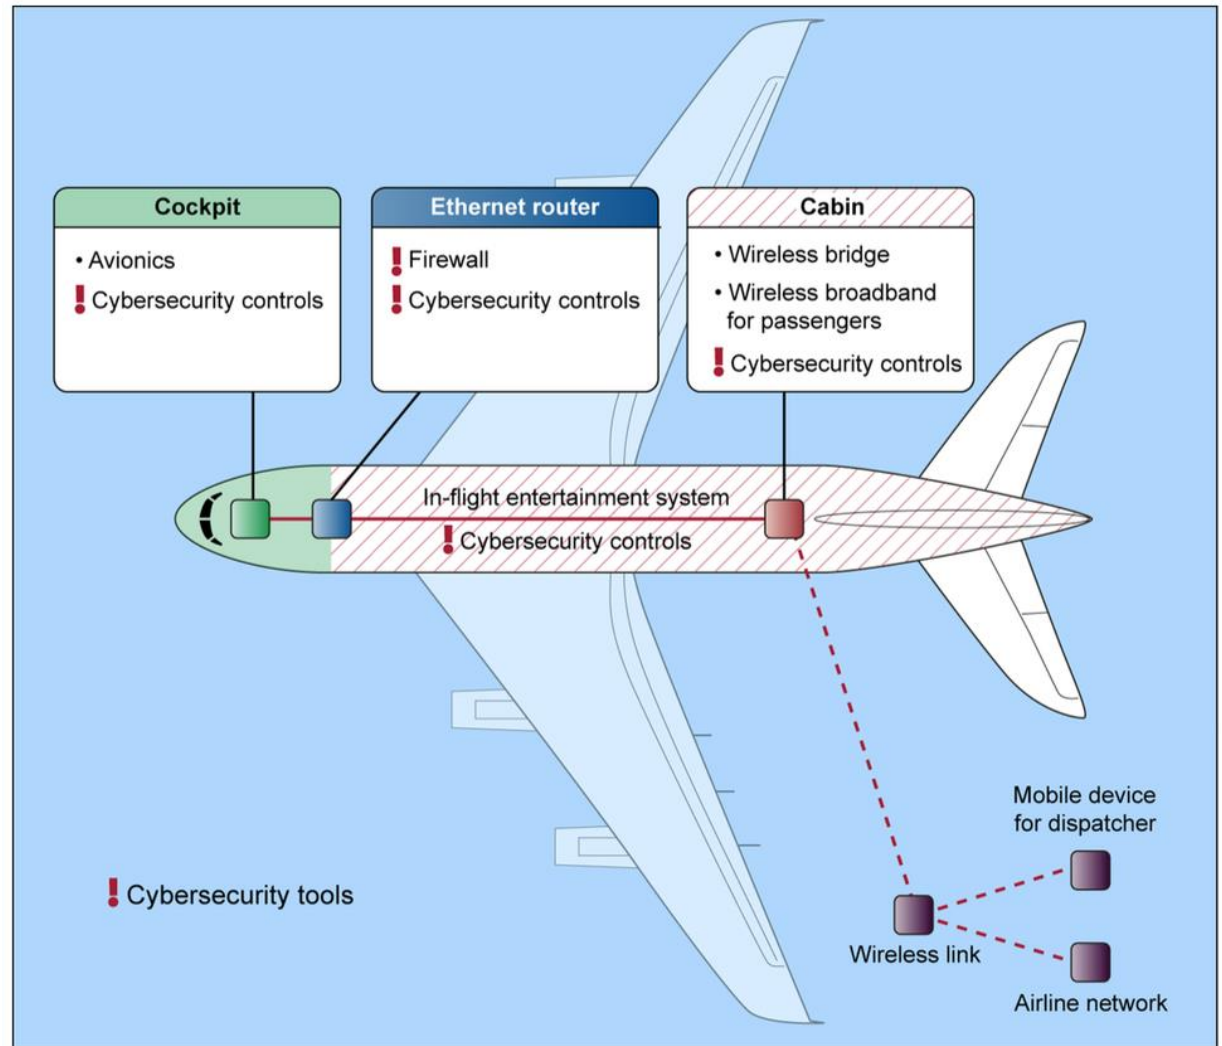 Cockpit
• Avionics
! Cybersecurity controls
Ethernet router
! Firewall
! Cybersecurity controls
Cabin
• Wireless bridge
• Wireless broadband
for passengers
! Cybersecurity controls
In-flight entertainment system
! Cybersecurity controls
Mobile device
for dispatcher
! Cybersecurity tools
Wireless link
Airline network